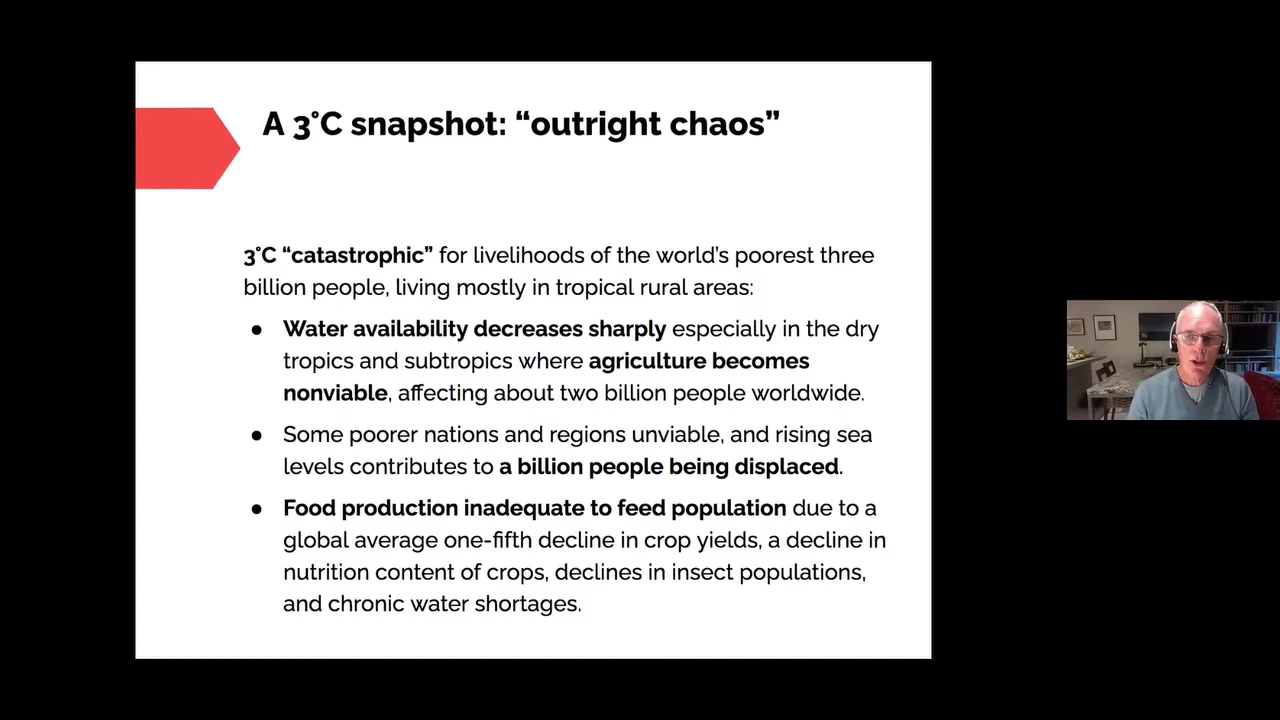 A 3°C snapshot: “outright chaos”
3°C “catastrophic” for livelihoods of the world’s poorest three
billion people, living mostly in tropical rural areas:
● Water availability decreases sharply especially in the dry
tropics and subtropics where agriculture becomes
nonviable, affecting about two billion people worldwide.
● Some poorer nations and regions unviable, and rising sea
levels contributes to a billion people being displaced.
● Food production inadequate to feed population due to a
global average one-fifth decline in crop yields, a decline in
nutrition content of crops, declines in insect populations,
and chronic water shortages.